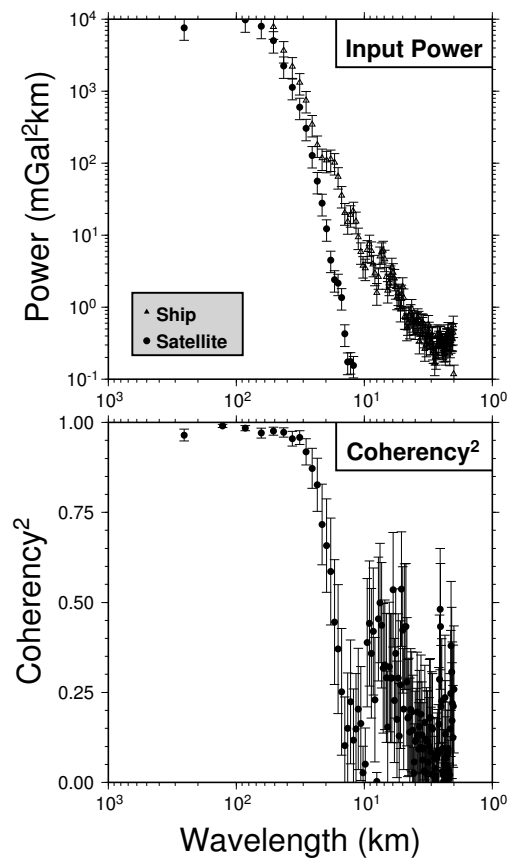 Input Power
Power (mGal²km)
10⁴
10³
10²
10¹
10⁰
10⁻¹
Ship
Satellite
10³ 10² 10¹ 10⁰
Coherency²
Coherency²
1.00
0.75
0.50
0.25
0.00
10³ 10² 10¹ 10⁰
Wavelength (km)